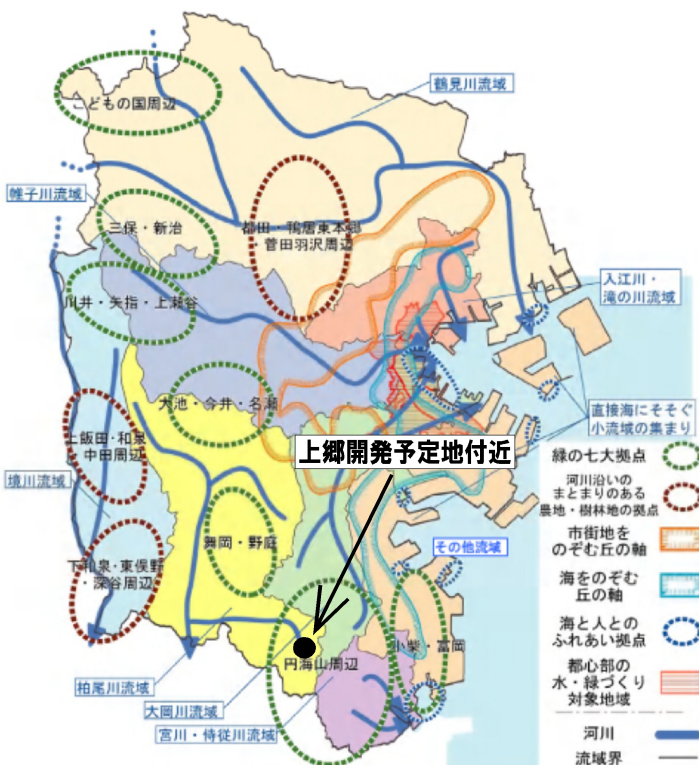 こどもの国周辺
鶴見川流域
帷子川流域
三保・新治
都田・鴨居東本郷
・菅田羽沢周辺
川井・矢指・上瀬谷
入江川・
滝の川流域
大池・今井・名瀬
直接海にそそぐ
小流域の集まり
上飯田・和泉
・中田周辺
上郷開発予定地付近
境川流域
舞岡・野庭
その他流域
下和泉・東俣野
・深谷周辺
小柴・富岡
円海山周辺
柏尾川流域
大岡川流域
宮川・侍従川流域
緑の七大拠点
河川沿いの
まとまりのある
農地・樹林地の拠点
市街地を
のぞむ丘の軸
海をのぞむ
丘の軸
海と人との
ふれあい拠点
都心部の
水・緑づくり
対象地域
河川
流域界